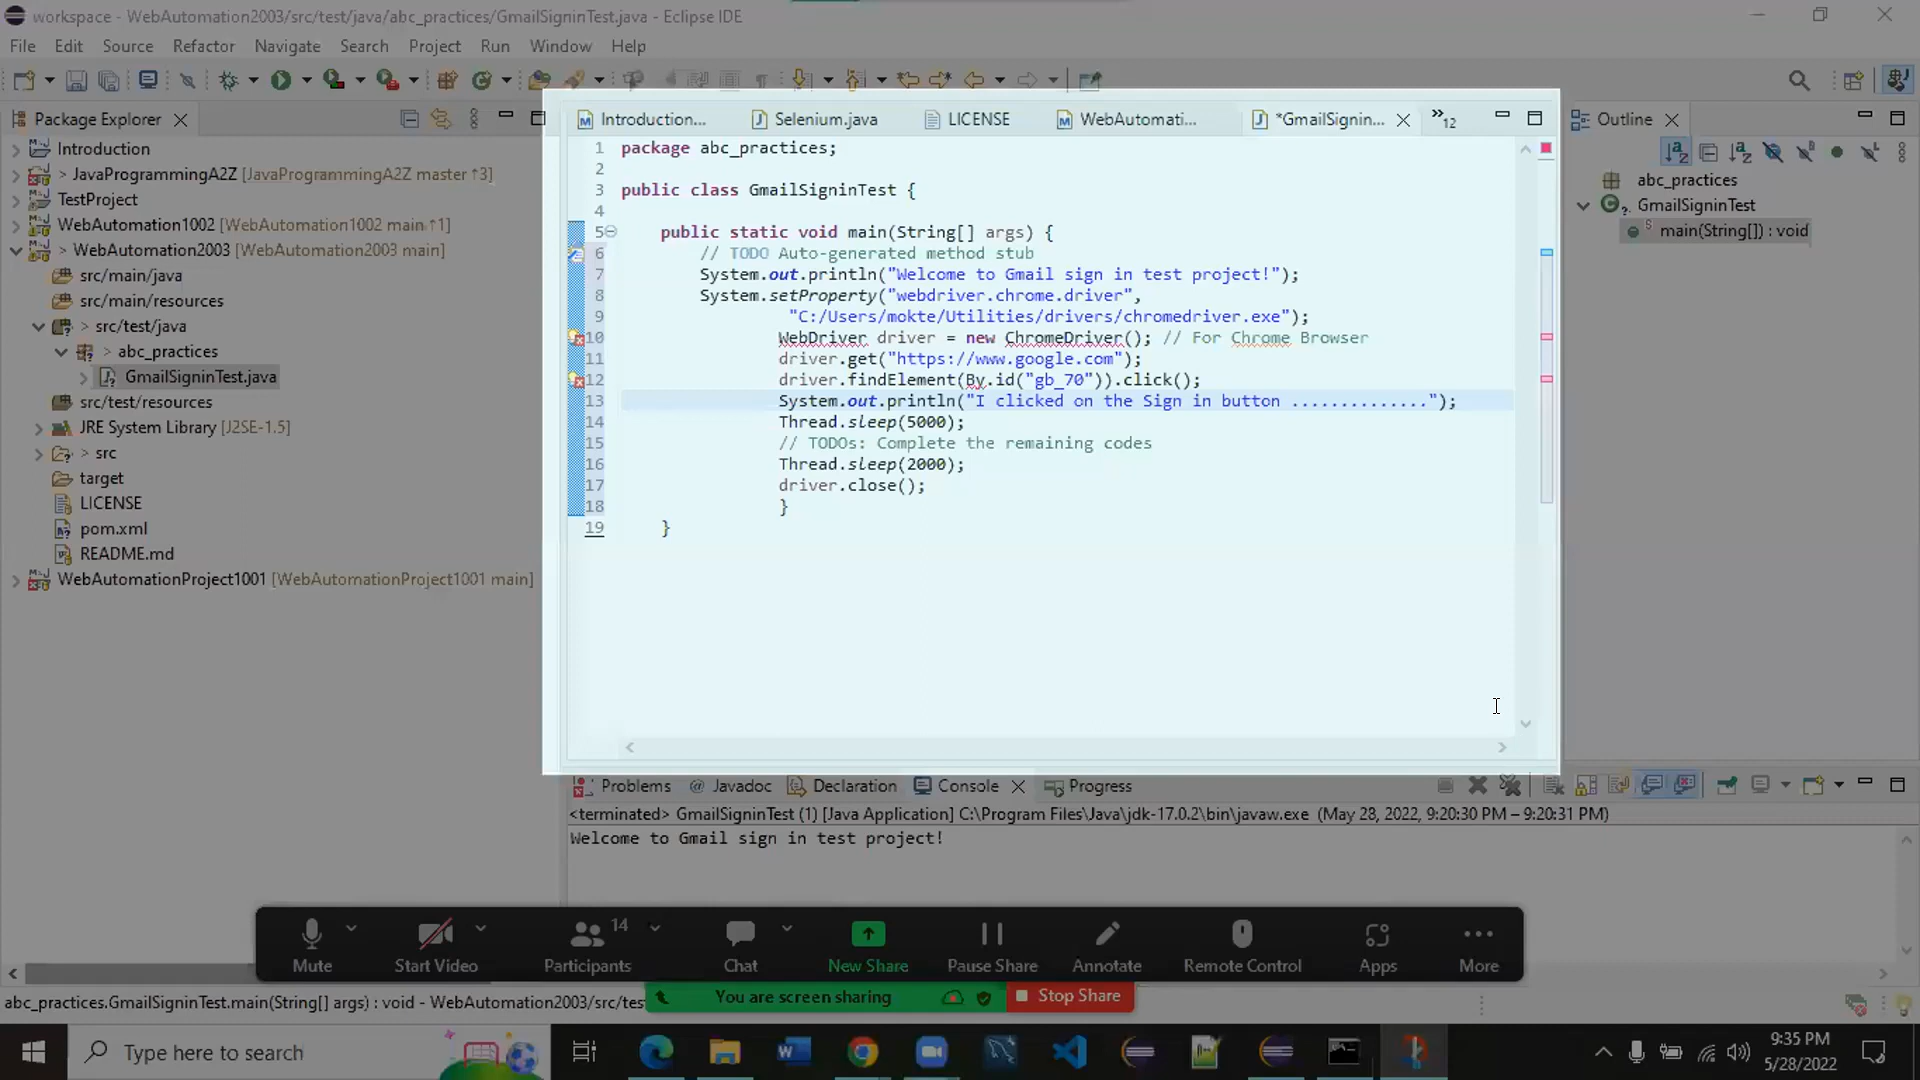 workspace - WebAutomation2003/src/test/java/abc_practices/GmailSigninTest.java - Eclipse IDE
File Edit Source Refactor Navigate Search Project Run Window Help
Package Explorer
Introduction
> JavaProgrammingA2Z [JavaProgrammingA2Z master ↑3]
TestProject
WebAutomation1002 [WebAutomation1002 main ↑1]
> WebAutomation2003 [WebAutomation2003 main]
src/main/java
src/main/resources
> src/test/java
> abc_practices
GmailSigninTest.java
src/test/resources
JRE System Library [J2SE-1.5]
> src
target
LICENSE
pom.xml
README.md
WebAutomationProject1001 [WebAutomationProject1001 main]
Introduction... Selenium.java LICENSE WebAutomati... *GmailSignin... »12
1 package abc_practices;
2
3 public class GmailSigninTest {
4
5 public static void main(String[] args) {
6 // TODO Auto-generated method stub
7 System.out.println("Welcome to Gmail sign in test project!");
8 System.setProperty("webdriver.chrome.driver",
9 "C:/Users/mokte/Utilities/drivers/chromedriver.exe");
10 WebDriver driver = new ChromeDriver(); // For Chrome Browser
11 driver.get("https://www.google.com");
12 driver.findElement(By.id("gb_70")).click();
13 System.out.println("I clicked on the Sign in button ..............");
14 Thread.sleep(5000);
15 // TODOs: Complete the remaining codes
16 Thread.sleep(2000);
17 driver.close();
18 }
19 }
Outline
abc_practices
GmailSigninTest
main(String[]) : void
Problems Javadoc Declaration Console Progress
<terminated> GmailSigninTest (1) [Java Application] C:\Program Files\Java\jdk-17.0.2\bin\javaw.exe (May 28, 2022, 9:20:30 PM – 9:20:31 PM)
Welcome to Gmail sign in test project!
14
Mute Start Video Participants Chat New Share Pause Share Annotate Remote Control Apps More
You are screen sharing Stop Share
abc_practices.GmailSigninTest.main(String[] args) : void - WebAutomation2003/src/tes
Type here to search
9:35 PM
5/28/2022